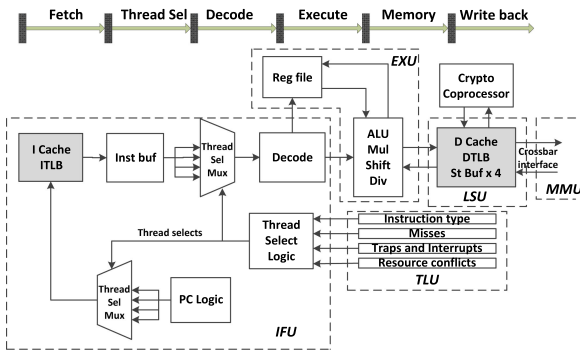 Fetch
Thread Sel
Decode
Execute
Memory
Write back
EXU
Reg file
Crypto
Coprocessor
I Cache
ITLB
Inst buf
Thread
Sel
Mux
Decode
ALU
Mul
Shift
Div
D Cache
DTLB
St Buf x 4
Crossbar
interface
LSU
MMU
Thread selects
Thread
Select
Logic
Instruction type
Misses
Traps and Interrupts
Resource conflicts
TLU
Thread
Sel
Mux
PC Logic
IFU